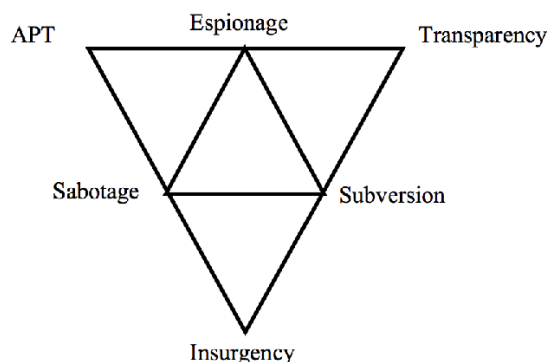 Espionage
APT
Transparency
Sabotage
Subversion
Insurgency